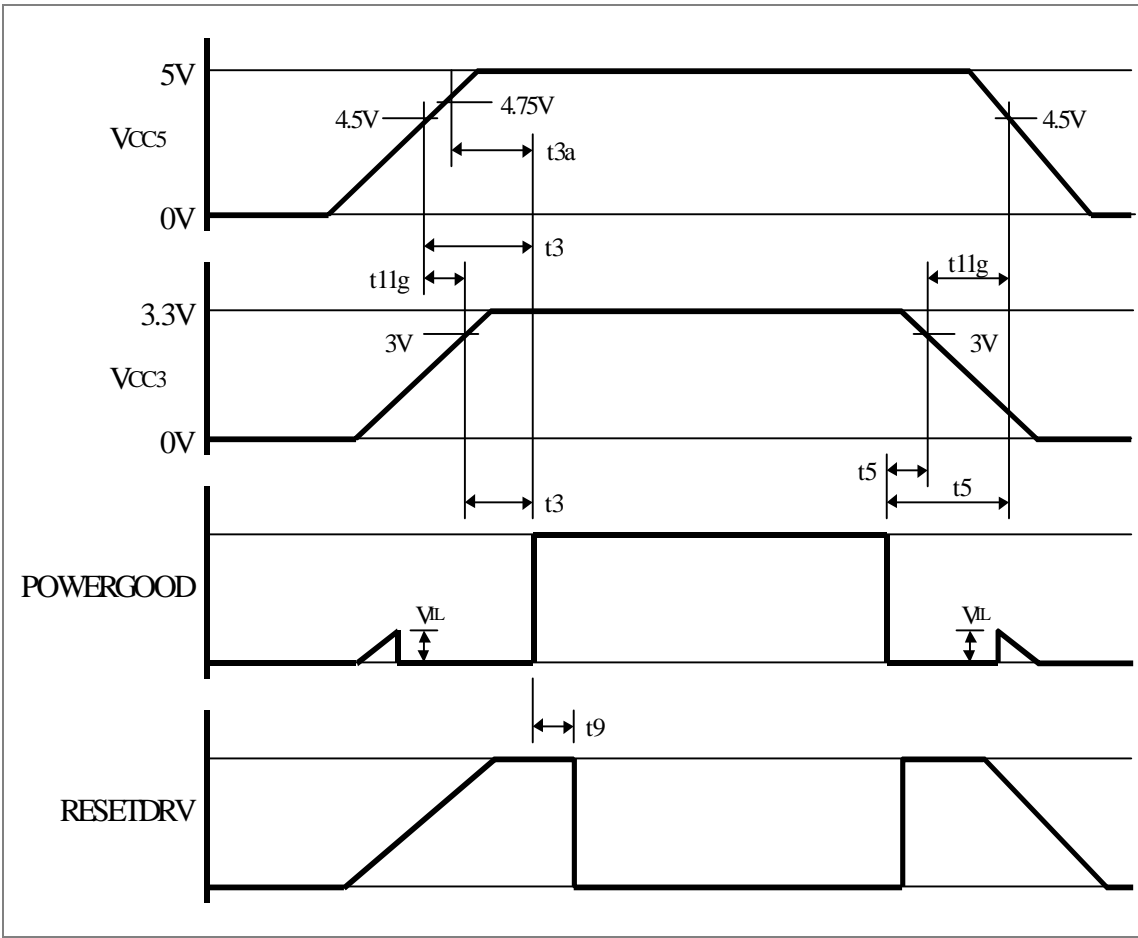 5V
4.5V
4.75V
4.5V
VCC5
t3a
0V
t3
t11g
t11g
3.3V
3V
3V
VCC3
0V
t5
t5
t3
POWERGOOD
VIL
VIL
t9
RESETDRV